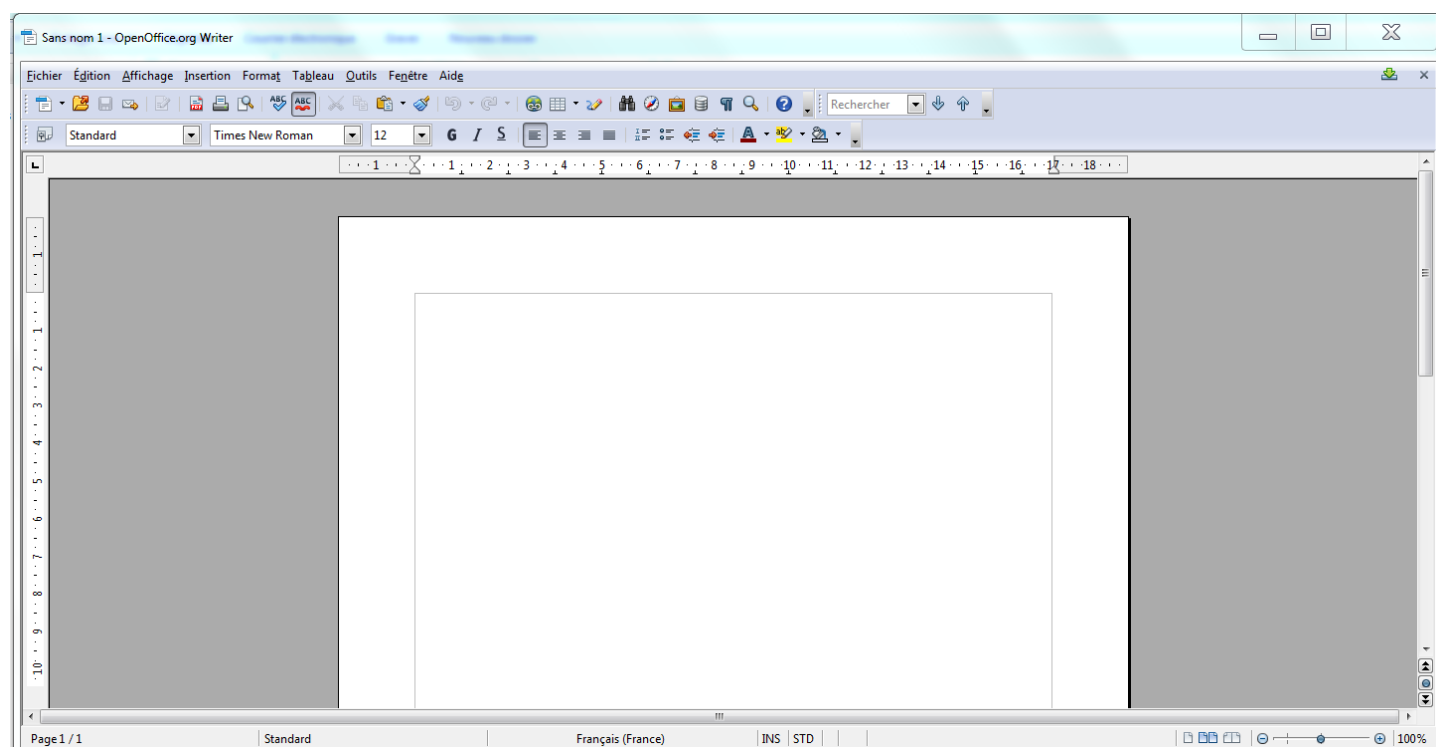 Sans nom 1 - OpenOffice.org Writer
Fichier Édition Affichage Insertion Format Tableau Outils Fenêtre Aide
ABC ABC Rechercher
Standard Times New Roman 12 G I S A
1 1 2 3 4 5 6 7 8 9 10 11 12 13 14 15 16 17 18
1
1
2
3
4
5
6
7
8
9
10
Page 1 / 1 Standard Français (France) INS STD 100%